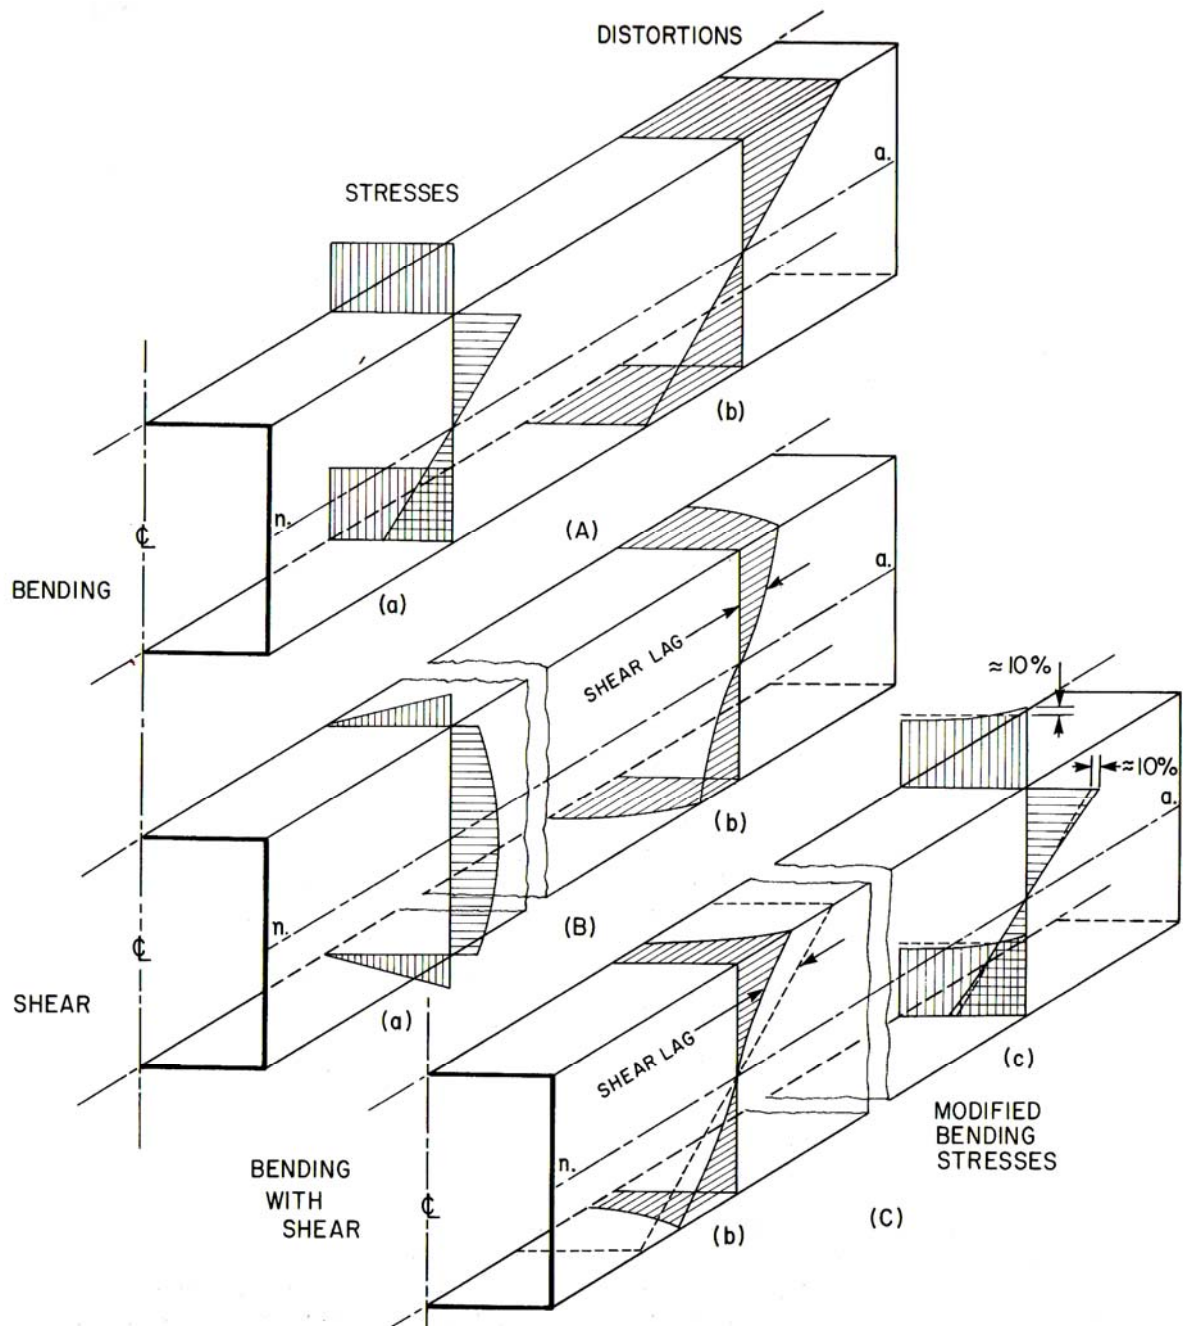 DISTORTIONS
STRESSES
a.
(b)
n.
℄
(A)
BENDING
(a)
a.
SHEAR LAG
≈10%
≈10%
a.
(b)
n.
℄
(B)
SHEAR
(a)
SHEAR LAG
(c)
MODIFIED
BENDING
STRESSES
BENDING
WITH
SHEAR
n.
℄
(b)
(C)